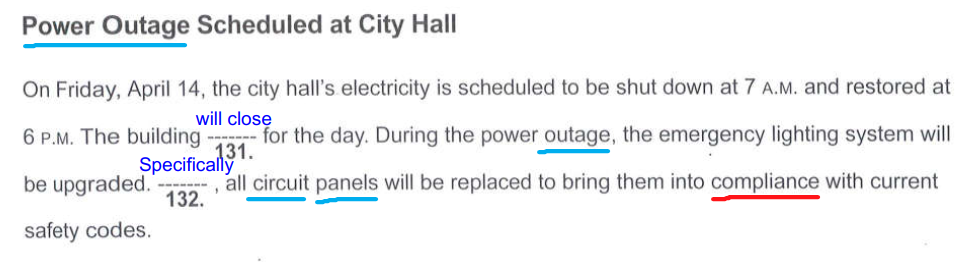 Power Outage Scheduled at City Hall
On Friday, April 14, the city hall's electricity is scheduled to be shut down at 7 A.M. and restored at
will close
6 P.M. The building ------- for the day. During the power outage, the emergency lighting system will
131.
Specifically
be upgraded. ------- , all circuit panels will be replaced to bring them into compliance with current
132.
safety codes.